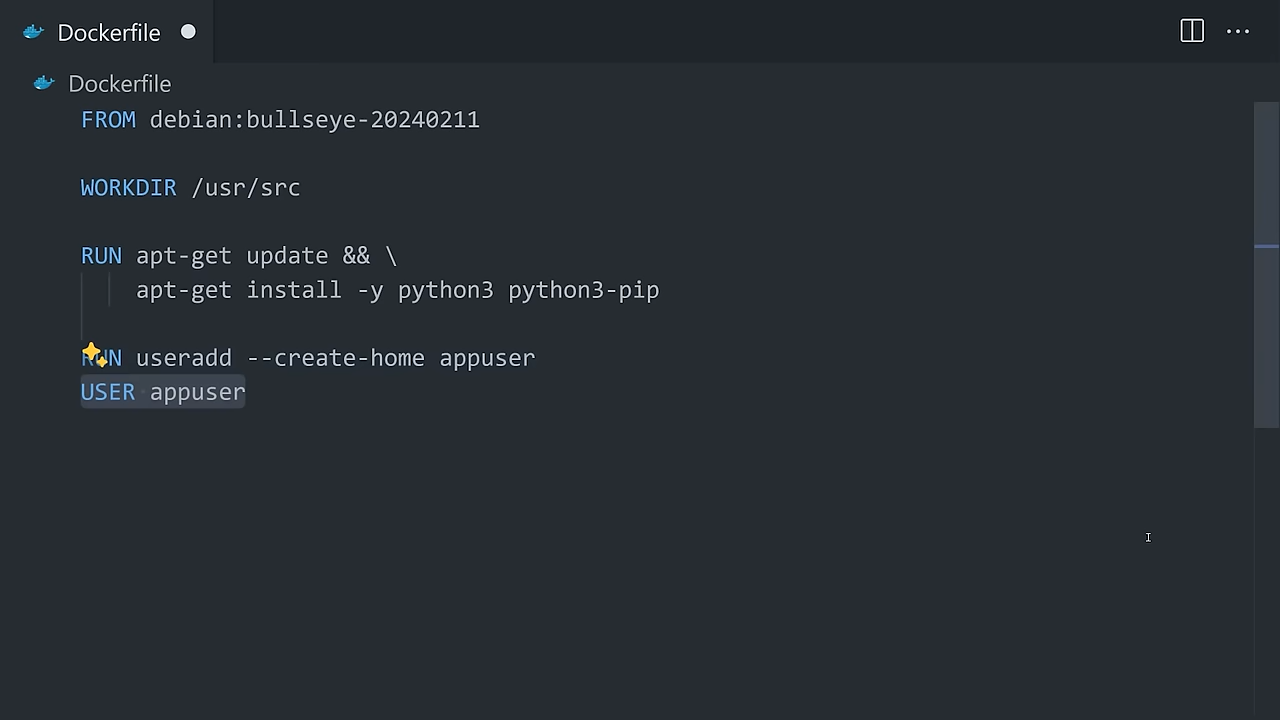 Dockerfile
Dockerfile
FROM debian:bullseye-20240211
WORKDIR /usr/src
RUN apt-get update && \
apt-get install -y python3 python3-pip
RUN useradd --create-home appuser
USER appuser